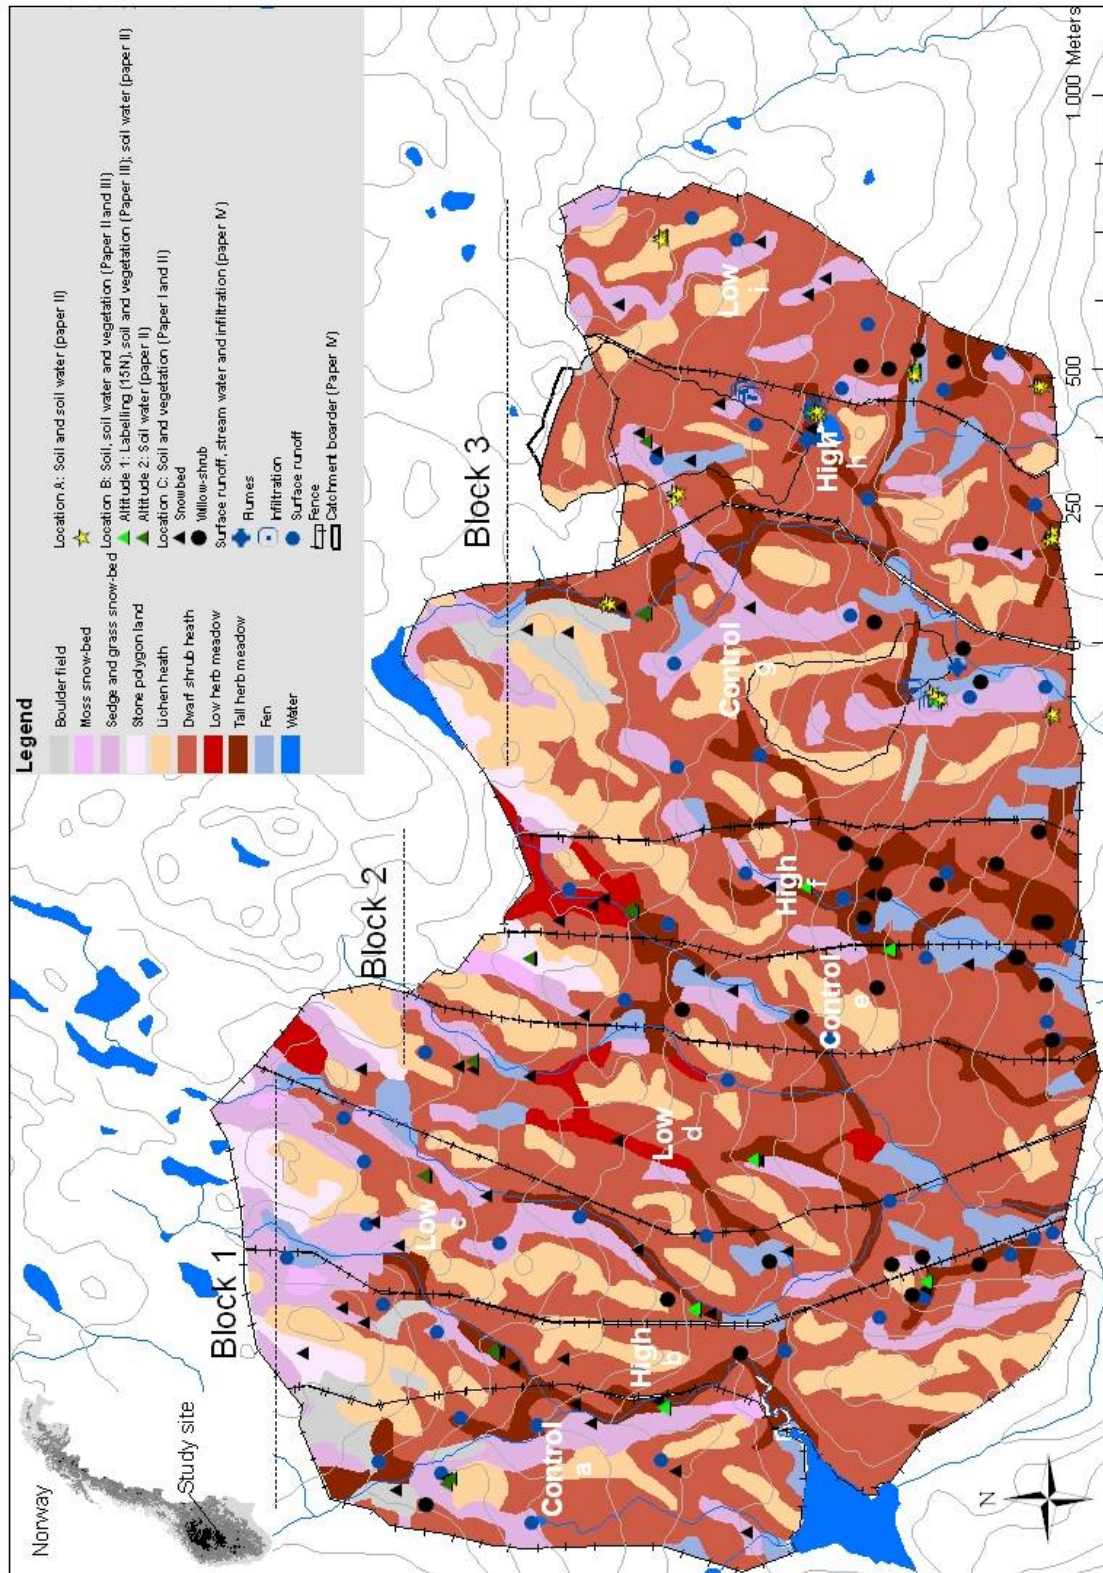 Norway
Study site
Block 1
Block 2
Block 3
Legend
Boulderfield
Moss snow-bed
Sedge and grass snow-bed
Stone polygon land
Lichen heath
Dwarf shrub heath
Low herb meadow
Tall herb meadow
Fen
Water
Location A: Soil and soil water (paper II)
Location B: Soil, soil water and vegetation (Paper II and III)
Altitude 1: Labelling (15N), soil and vegetation (Paper III); soil water (paper II)
Altitude 2: Soil water (paper II)
Location C: Soil and vegetation (Paper I and II)
Snowbed
Willow-shrub
Surface runoff, stream water and infiltration (paper IV)
Flumes
Infiltration
Surface runoff
Fence
Catchment boarder (Paper IV)
Control
a
High
b
Low
c
Low
d
Control
e
High
f
Control
g
High
h
Low
i
N
0
250
500
1 000 Meters